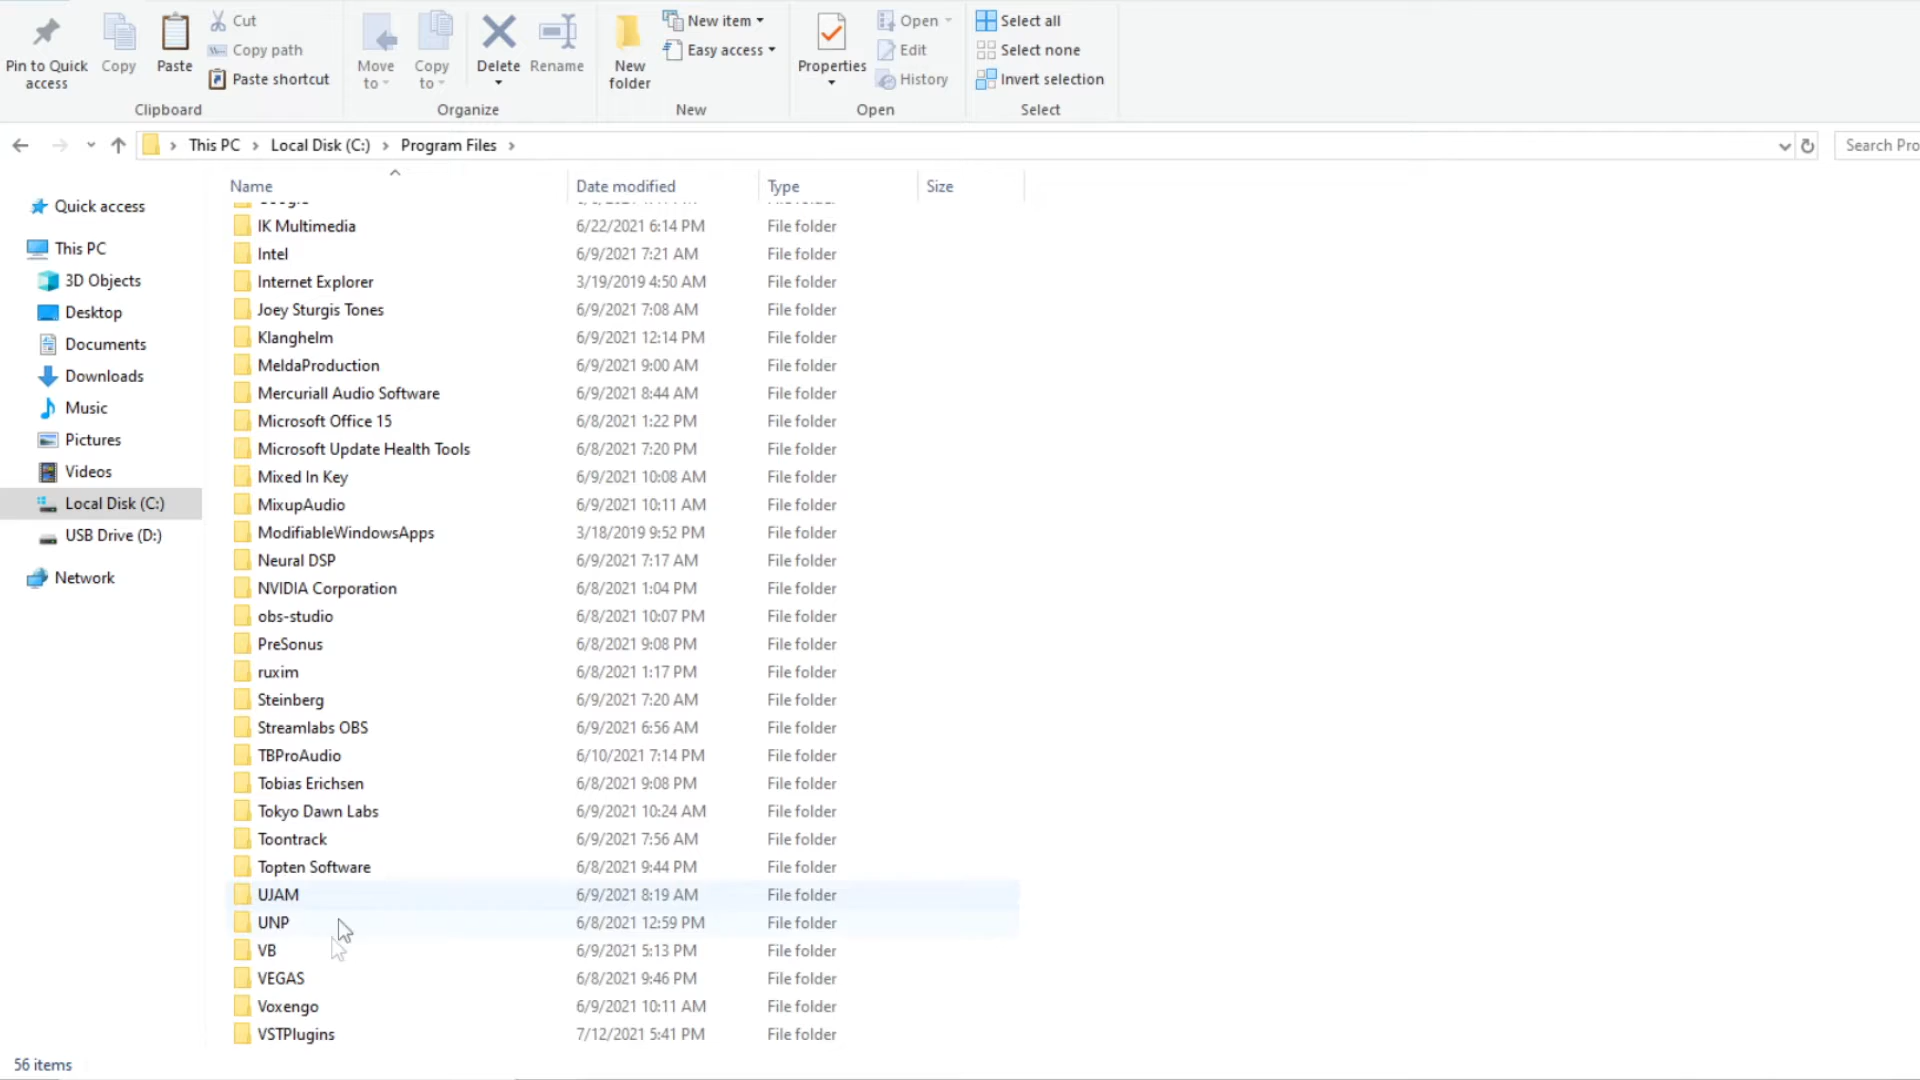 Pin to Quick access
Copy
Paste
Cut
Copy path
Paste shortcut
Clipboard
Move to
Copy to
Delete
Rename
Organize
New folder
New item
Easy access
New
Properties
Open
Edit
History
Open
Select all
Select none
Invert selection
Select
This PC > Local Disk (C:) > Program Files >
Search Pro
Name Date modified Type Size
Quick access
This PC
3D Objects
Desktop
Documents
Downloads
Music
Pictures
Videos
Local Disk (C:)
USB Drive (D:)
Network
IK Multimedia 6/22/2021 6:14 PM File folder
Intel 6/9/2021 7:21 AM File folder
Internet Explorer 3/19/2019 4:50 AM File folder
Joey Sturgis Tones 6/9/2021 7:08 AM File folder
Klanghelm 6/9/2021 12:14 PM File folder
MeldaProduction 6/9/2021 9:00 AM File folder
Mercuriall Audio Software 6/9/2021 8:44 AM File folder
Microsoft Office 15 6/8/2021 1:22 PM File folder
Microsoft Update Health Tools 6/8/2021 7:20 PM File folder
Mixed In Key 6/9/2021 10:08 AM File folder
MixupAudio 6/9/2021 10:11 AM File folder
ModifiableWindowsApps 3/18/2019 9:52 PM File folder
Neural DSP 6/9/2021 7:17 AM File folder
NVIDIA Corporation 6/8/2021 1:04 PM File folder
obs-studio 6/8/2021 10:07 PM File folder
PreSonus 6/8/2021 9:08 PM File folder
ruxim 6/8/2021 1:17 PM File folder
Steinberg 6/9/2021 7:20 AM File folder
Streamlabs OBS 6/9/2021 6:56 AM File folder
TBProAudio 6/10/2021 7:14 PM File folder
Tobias Erichsen 6/8/2021 9:08 PM File folder
Tokyo Dawn Labs 6/9/2021 10:24 AM File folder
Toontrack 6/9/2021 7:56 AM File folder
Topten Software 6/8/2021 9:44 PM File folder
UJAM 6/9/2021 8:19 AM File folder
UNP 6/8/2021 12:59 PM File folder
VB 6/9/2021 5:13 PM File folder
VEGAS 6/8/2021 9:46 PM File folder
Voxengo 6/9/2021 10:11 AM File folder
VSTPlugins 7/12/2021 5:41 PM File folder
56 items